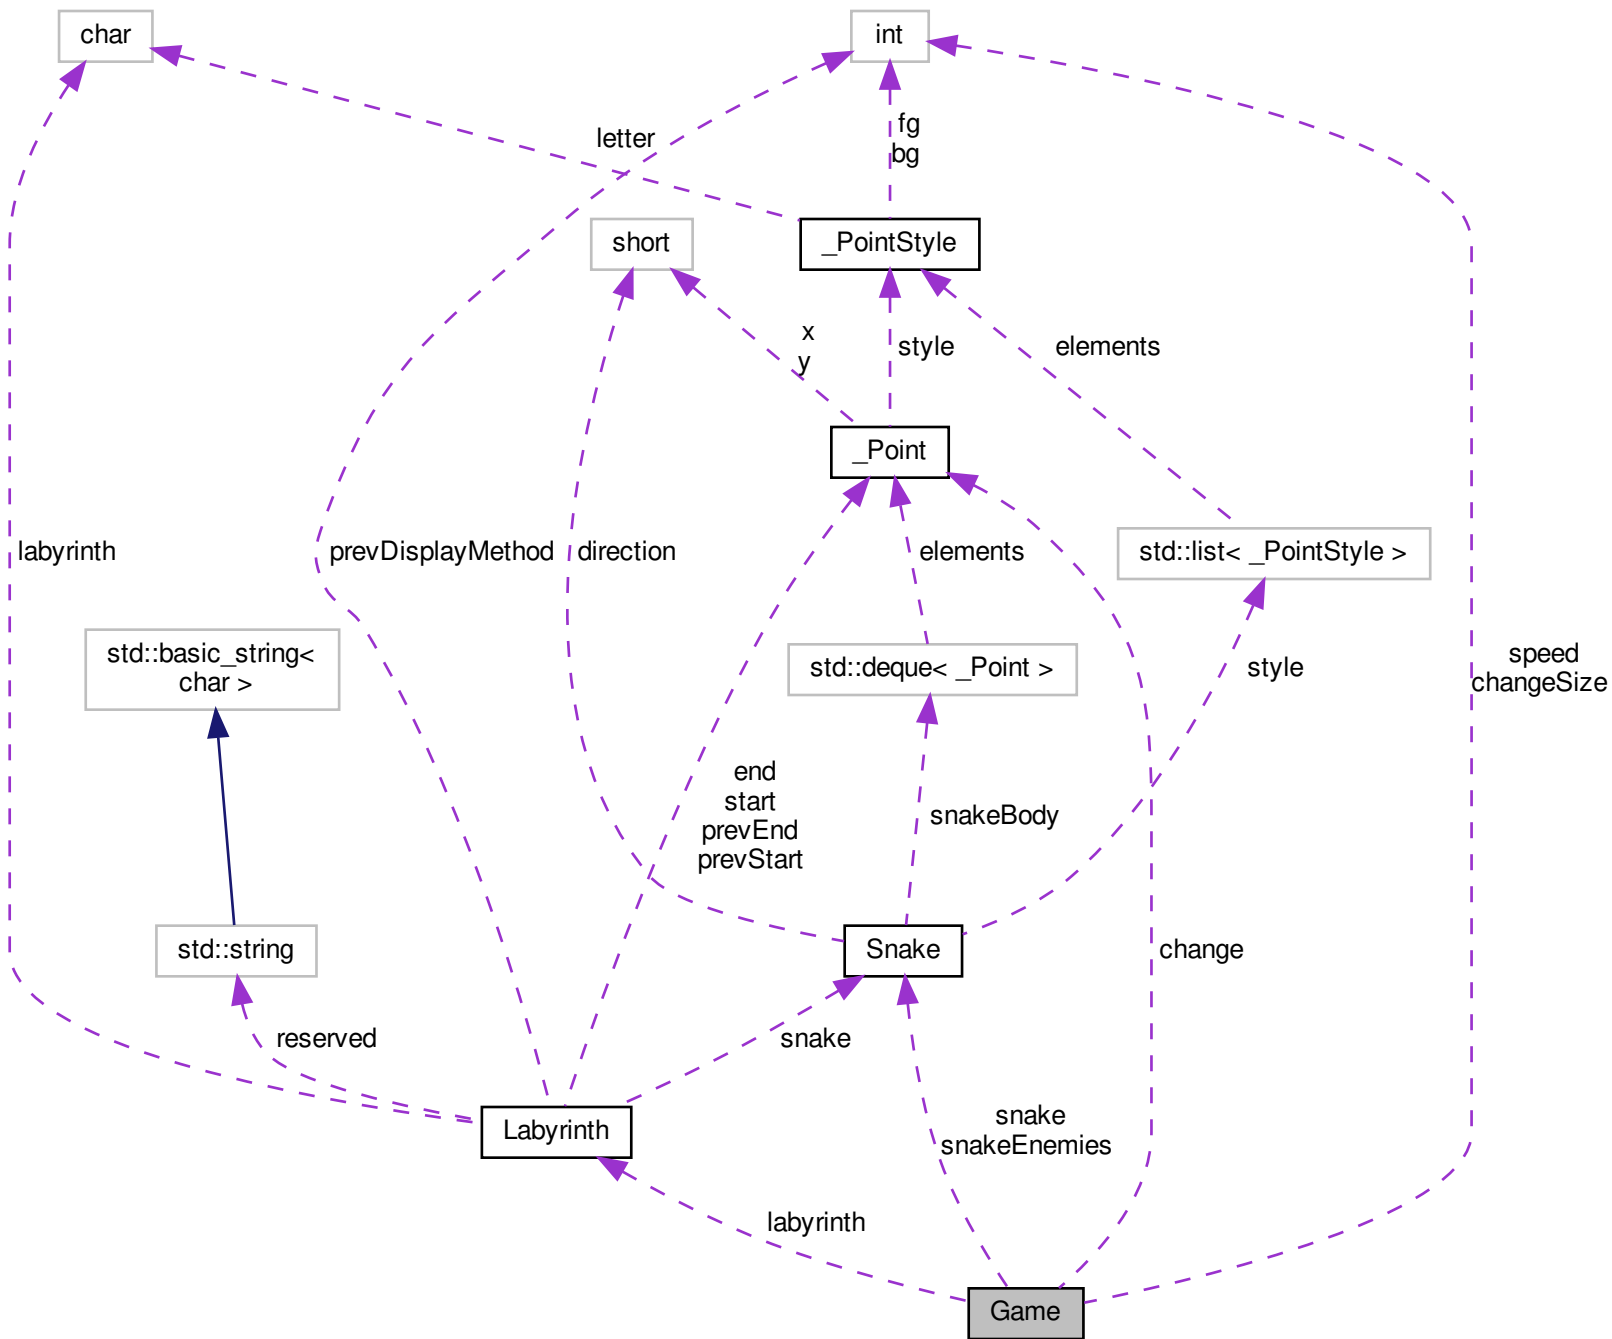 char
int
letter
fg
bg
short
_PointStyle
x
y
style
elements
_Point
labyrinth
prevDisplayMethod
direction
elements
std::list< _PointStyle >
std::basic_string<
char >
std::deque< _Point >
style
speed
changeSize
end
start
prevEnd
prevStart
snakeBody
std::string
Snake
change
reserved
snake
Labyrinth
snake
snakeEnemies
labyrinth
Game